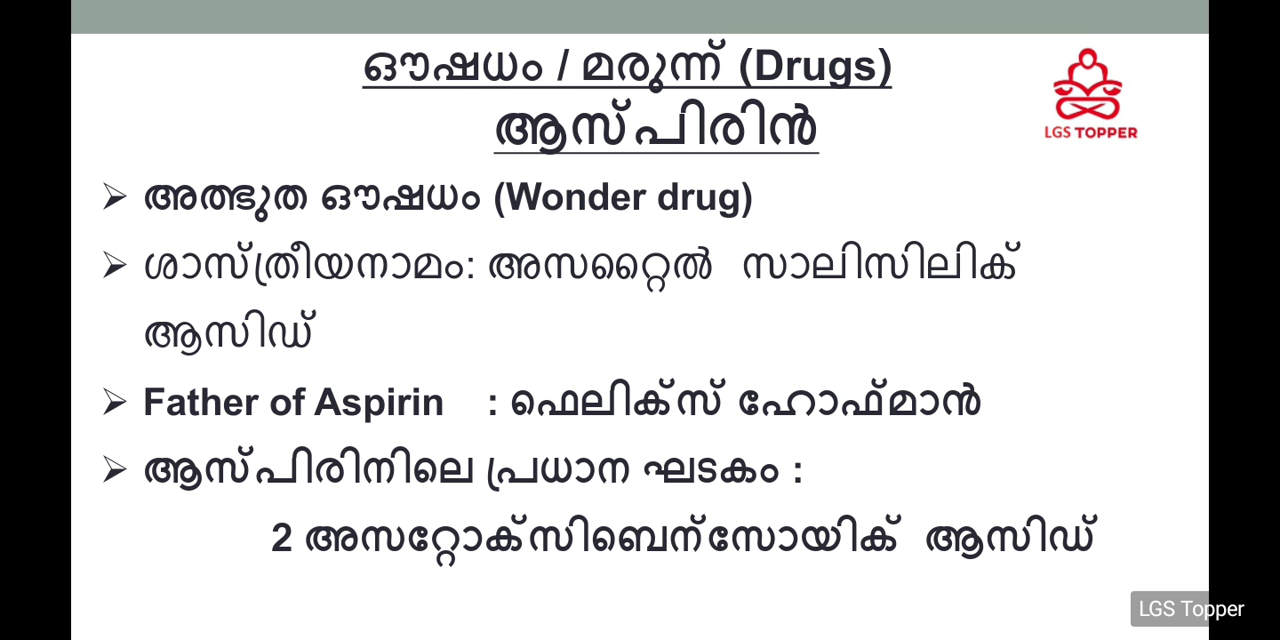 ഔഷധം / മരുന്ന് (Drugs)
ആസ്പിരിൻ
LGS TOPPER
➢ അത്ഭുത ഔഷധം (Wonder drug)
➢ ശാസ്ത്രീയനാമം: അസറ്റൈൽ സാലിസിലിക്
ആസിഡ്
➢ Father of Aspirin : ഫെലിക്സ് ഹോഫ്മാൻ
➢ ആസ്പിരിനിലെ പ്രധാന ഘടകം :
2 അസറ്റോക്സിബെന്സോയിക് ആസിഡ്
LGS Topper